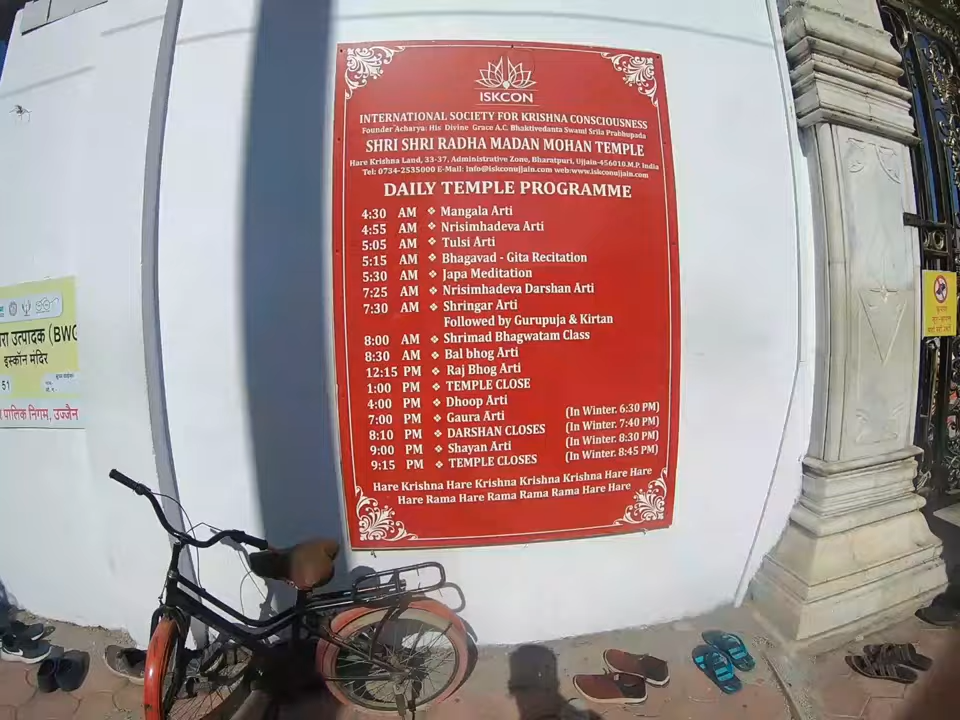 ISKCON
INTERNATIONAL SOCIETY FOR KRISHNA CONSCIOUSNESS
Founder Acharya: His Divine Grace A.C. Bhaktivedanta Swami Srila Prabhupada
SHRI SHRI RADHA MADAN MOHAN TEMPLE
Hare Krishna Land, 33-37, Administrative Zone, Bharatpuri, Ujjain-456010.M.P. India
Tel: 0734-2535000 E-Mail: info@iskconujjain.com web:www.iskconujjain.com
DAILY TEMPLE PROGRAMME
4:30 AM ❖ Mangala Arti
4:55 AM ❖ Nrisimhadeva Arti
5:05 AM ❖ Tulsi Arti
5:15 AM ❖ Bhagavad - Gita Recitation
5:30 AM ❖ Japa Meditation
7:25 AM ❖ Nrisimhadeva Darshan Arti
7:30 AM ❖ Shringar Arti
Followed by Gurupuja & Kirtan
8:00 AM ❖ Shrimad Bhagwatam Class
8:30 AM ❖ Bal bhog Arti
12:15 PM ❖ Raj Bhog Arti
1:00 PM ❖ TEMPLE CLOSE
4:00 PM ❖ Dhoop Arti
7:00 PM ❖ Gaura Arti (In Winter. 6:30 PM)
8:10 PM ❖ DARSHAN CLOSES (In Winter. 7:40 PM)
9:00 PM ❖ Shayan Arti (In Winter. 8:30 PM)
9:15 PM ❖ TEMPLE CLOSES (In Winter. 8:45 PM)
Hare Krishna Hare Krishna Krishna Krishna Hare Hare
Hare Rama Hare Rama Rama Rama Hare Hare
रा उत्पादक (BWG
इस्कॉन मंदिर
51
पालिक निगम, उज्जैन